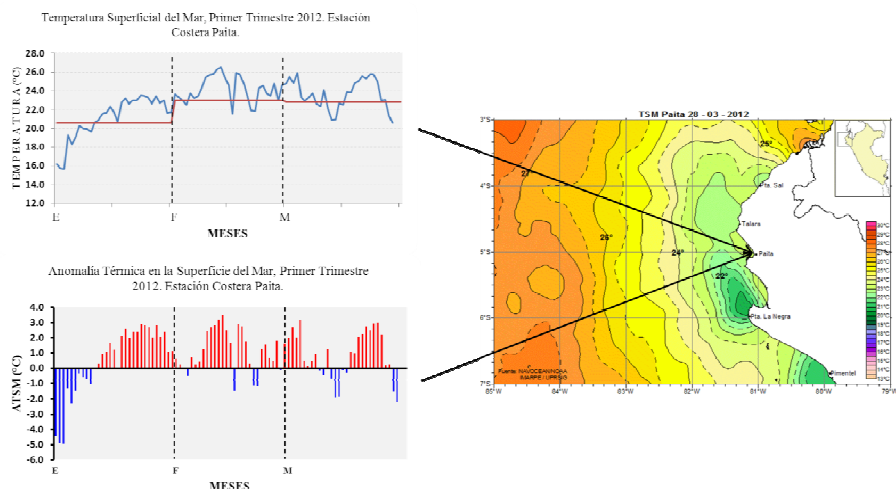 Temperatura Superficial del Mar, Primer Trimestre 2012. Estación
Costera Paita.
TEMPERATURA (°C)
28.0
26.0
24.0
22.0
20.0
18.0
16.0
14.0
12.0
E F M
MESES
Anomalía Térmica en la Superficie del Mar, Primer Trimestre
2012. Estación Costera Paita.
ATSM (°C)
4.0
3.0
2.0
1.0
0.0
-1.0
-2.0
-3.0
-4.0
-5.0
-6.0
E F M
MESES
TSM Paita 28 - 03 - 2012
3°S
4°S
5°S
6°S
7°S
25°
27°
26°
24°
22°
Pta. Sal
Talara
Paita
Pta. La Negra
Pimentel
Fuente: NAVOCEANO/NOAA
IMARPE / UPRSIG
85°W 84°W 83°W 82°W 81°W 80°W 79°W